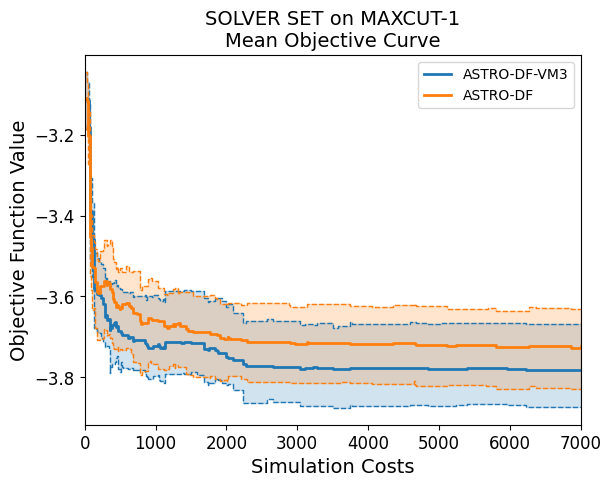 SOLVER SET on MAXCUT-1
Mean Objective Curve
ASTRO-DF-VM3
ASTRO-DF
Objective Function Value
−3.2
−3.4
−3.6
−3.8
0 1000 2000 3000 4000 5000 6000 7000
Simulation Costs